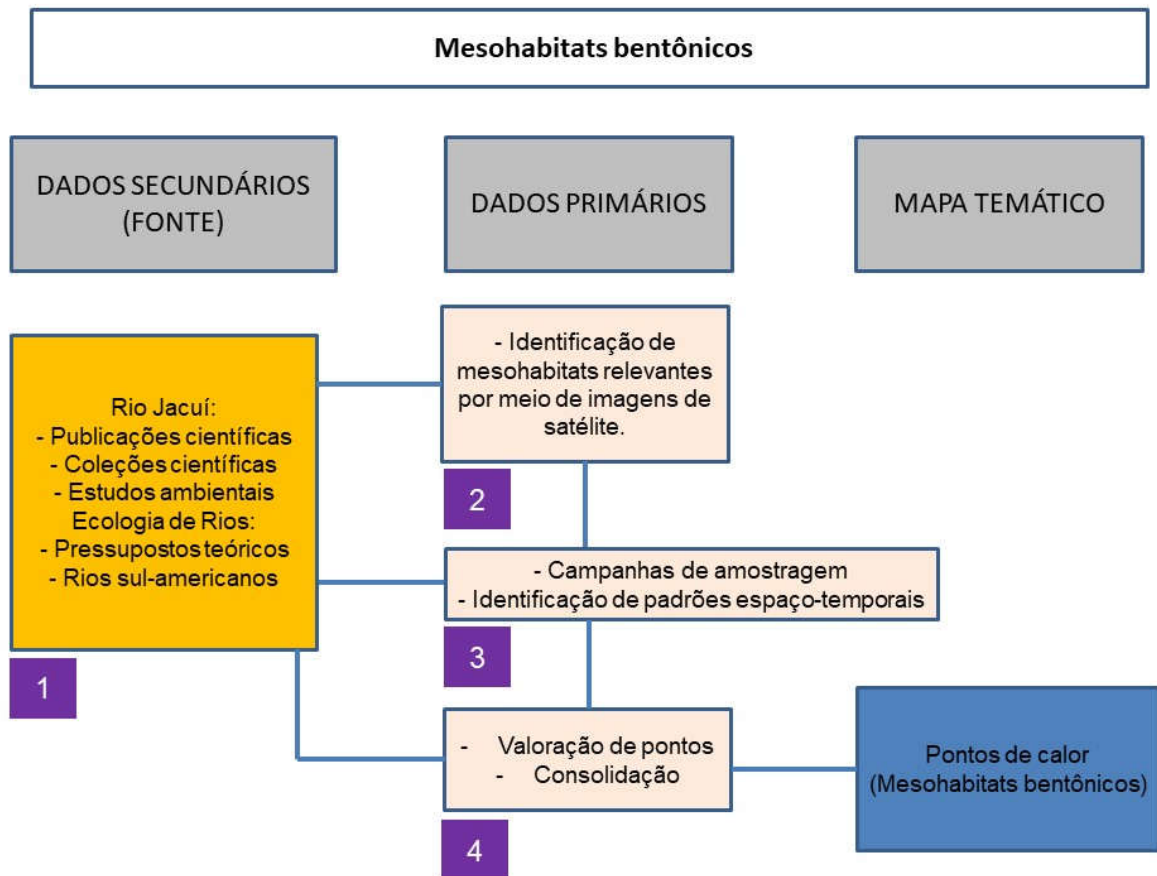 Mesohabitats bentônicos
DADOS SECUNDÁRIOS
(FONTE)
DADOS PRIMÁRIOS
MAPA TEMÁTICO
Rio Jacuí:
- Publicações científicas
- Coleções científicas
- Estudos ambientais
Ecologia de Rios:
- Pressupostos teóricos
- Rios sul-americanos
1
- Identificação de
mesohabitats relevantes
por meio de imagens de
satélite.
2
- Campanhas de amostragem
- Identificação de padrões espaço-temporais
3
- Valoração de pontos
- Consolidação
4
Pontos de calor
(Mesohabitats bentônicos)